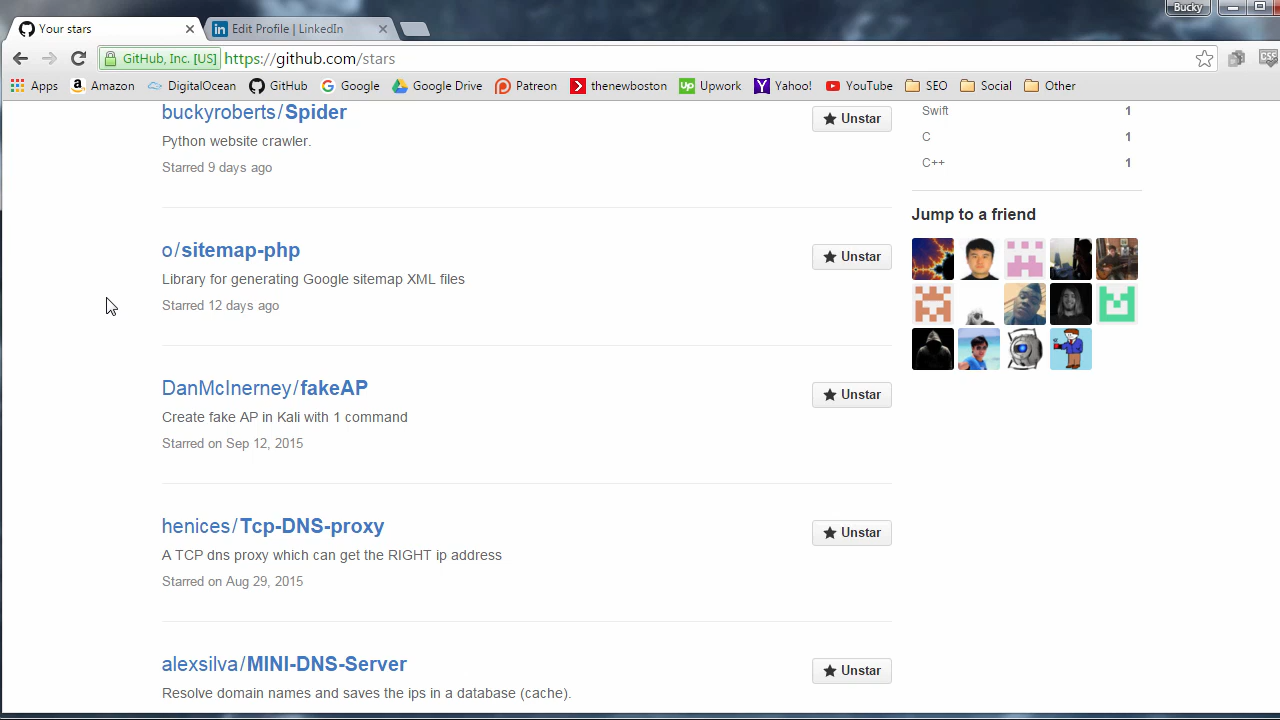 Bucky
Your stars
Edit Profile | LinkedIn
GitHub, Inc. [US] https://github.com/stars
Apps Amazon DigitalOcean GitHub Google Google Drive Patreon thenewboston Upwork Yahoo! YouTube SEO Social Other
buckyroberts/Spider
Unstar
Python website crawler.
Starred 9 days ago
o/sitemap-php
Unstar
Library for generating Google sitemap XML files
Starred 12 days ago
DanMcInerney/fakeAP
Unstar
Create fake AP in Kali with 1 command
Starred on Sep 12, 2015
henices/Tcp-DNS-proxy
Unstar
A TCP dns proxy which can get the RIGHT ip address
Starred on Aug 29, 2015
alexsilva/MINI-DNS-Server
Unstar
Resolve domain names and saves the ips in a database (cache).
Swift 1
C 1
C++ 1
Jump to a friend